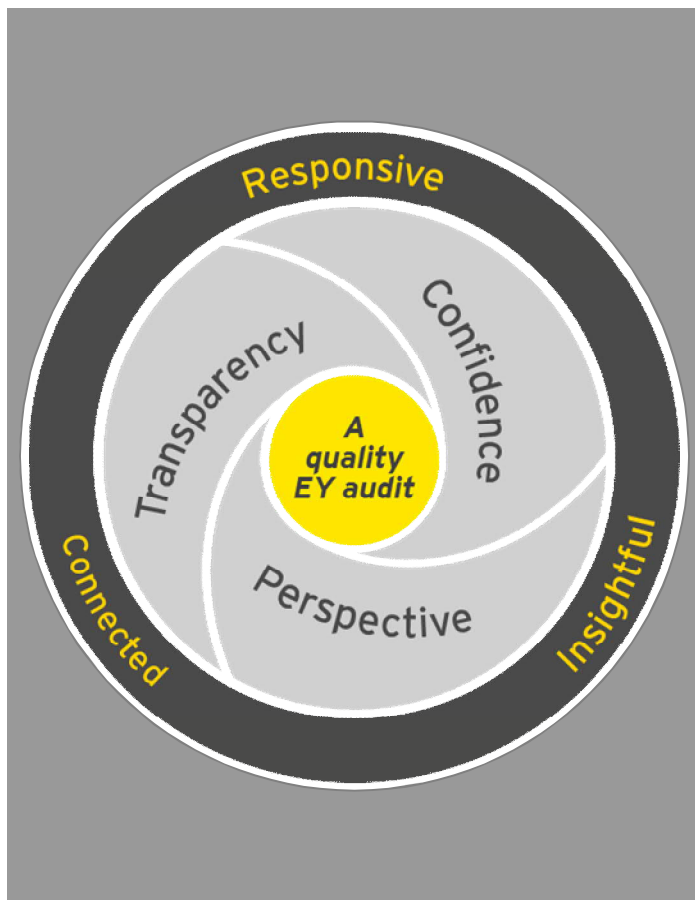 Responsive
Confidence
Transparency
A
quality
EY audit
Perspective
Connected
Insightful